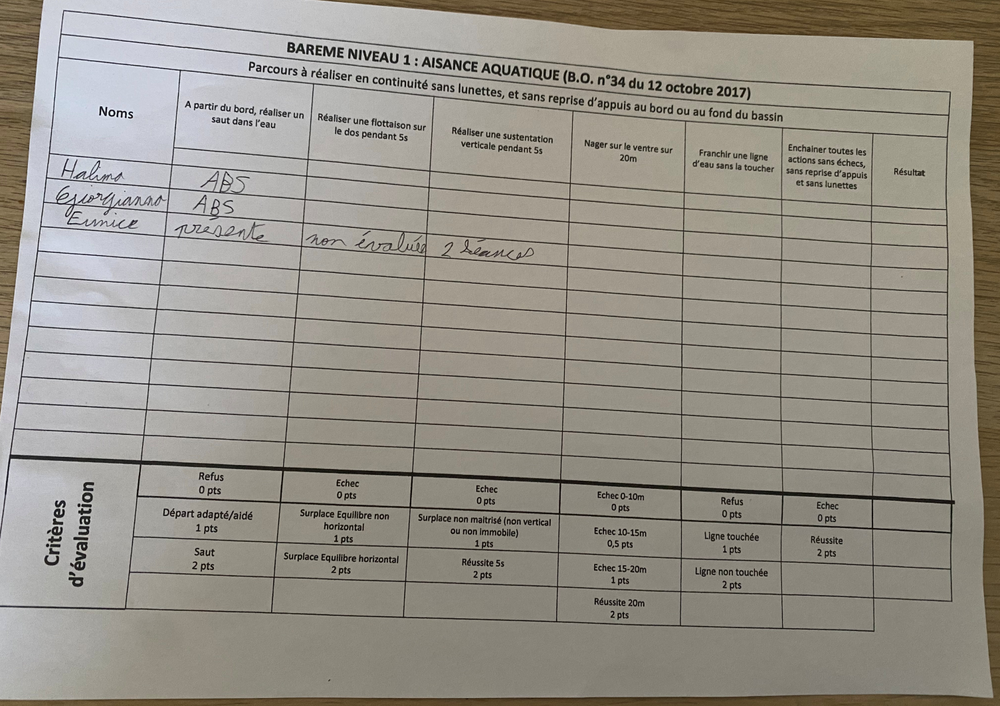 BAREME NIVEAU 1 : AISANCE AQUATIQUE (B.O. n°34 du 12 octobre 2017)
Parcours à réaliser en continuité sans lunettes, et sans reprise d'appuis au bord ou au fond du bassin
Noms
A partir du bord, réaliser un
saut dans l'eau
Réaliser une flottaison sur
le dos pendant 5s
Réaliser une sustentation
verticale pendant 5s
Nager sur le ventre sur
20m
Franchir une ligne
d'eau sans la toucher
Enchainer toutes les
actions sans échecs,
sans reprise d'appuis
et sans lunettes
Résultat
Halima ABS
Gjorgianna ABS
Eunice présente non évaluée 2 séances
Critères
d'évaluation
Refus
0 pts
Echec
0 pts
Echec
0 pts
Echec 0-10m
0 pts
Refus
0 pts
Echec
0 pts
Départ adapté/aidé
1 pts
Surplace Equilibre non
horizontal
1 pts
Surplace non maitrisé (non vertical
ou non immobile)
1 pts
Echec 10-15m
0,5 pts
Ligne touchée
1 pts
Réussite
2 pts
Saut
2 pts
Surplace Equilibre horizontal
2 pts
Réussite 5s
2 pts
Echec 15-20m
1 pts
Ligne non touchée
2 pts
Réussite 20m
2 pts